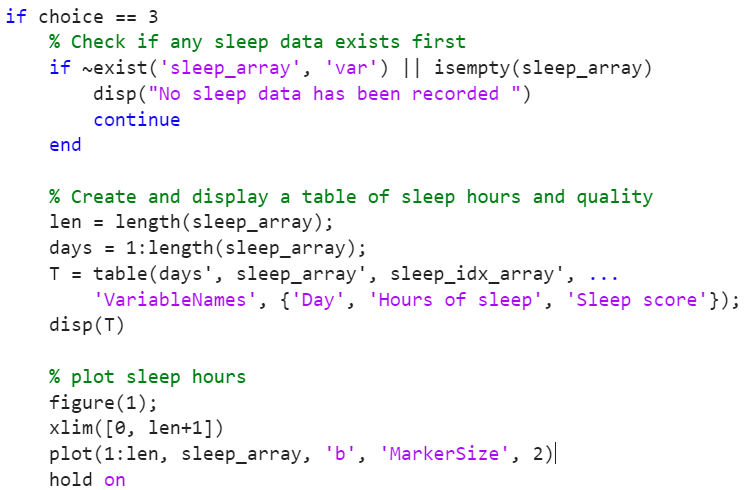 if choice == 3
    % Check if any sleep data exists first
    if ~exist('sleep_array', 'var') || isempty(sleep_array)
        disp("No sleep data has been recorded ")
        continue
    end

    % Create and display a table of sleep hours and quality
    len = length(sleep_array);
    days = 1:length(sleep_array);
    T = table(days', sleep_array', sleep_idx_array', ...
        'VariableNames', {'Day', 'Hours of sleep', 'Sleep score'});
    disp(T)

    % plot sleep hours
    figure(1);
    xlim([0, len+1])
    plot(1:len, sleep_array, 'b', 'MarkerSize', 2)
    hold on